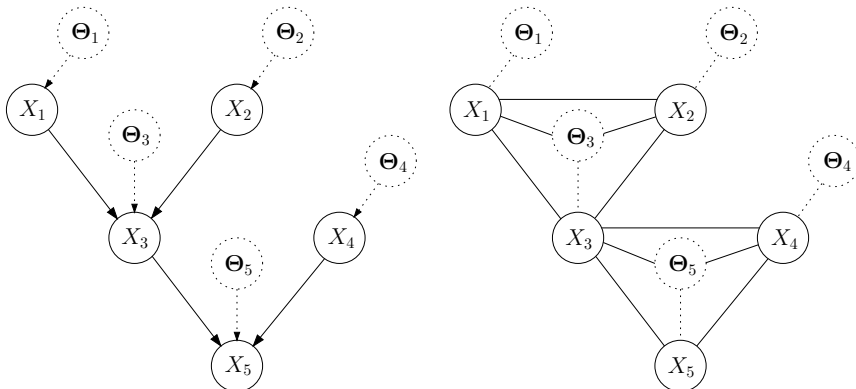 Θ₁ Θ₂ Θ₁ Θ₂
X₁ X₂ X₁ X₂
Θ₃ Θ₃
Θ₄ Θ₄
X₃ X₄ X₃ X₄
Θ₅ Θ₅
X₅ X₅